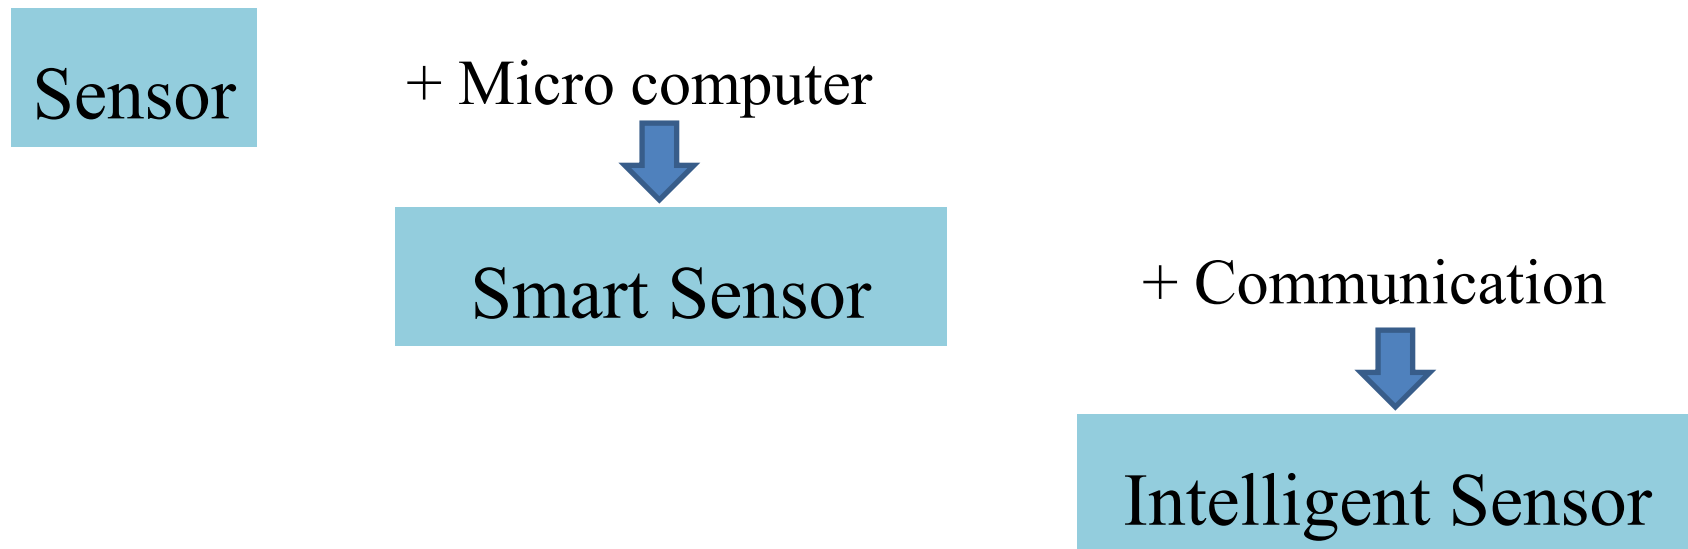 Sensor
+ Micro computer
Smart Sensor
+ Communication
Intelligent Sensor